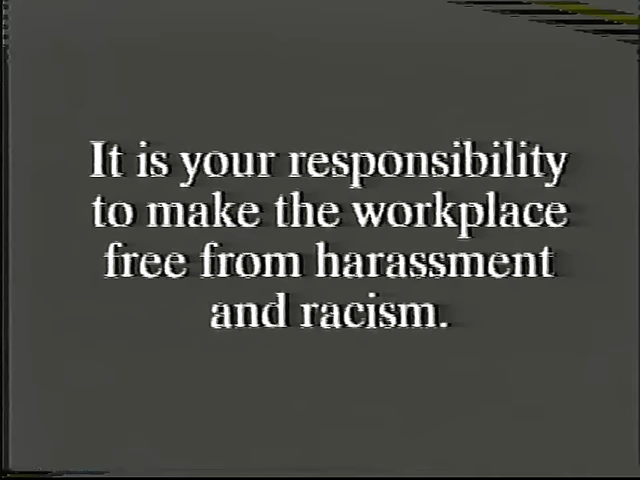 It is your responsibility
to make the workplace
free from harassment
and racism.